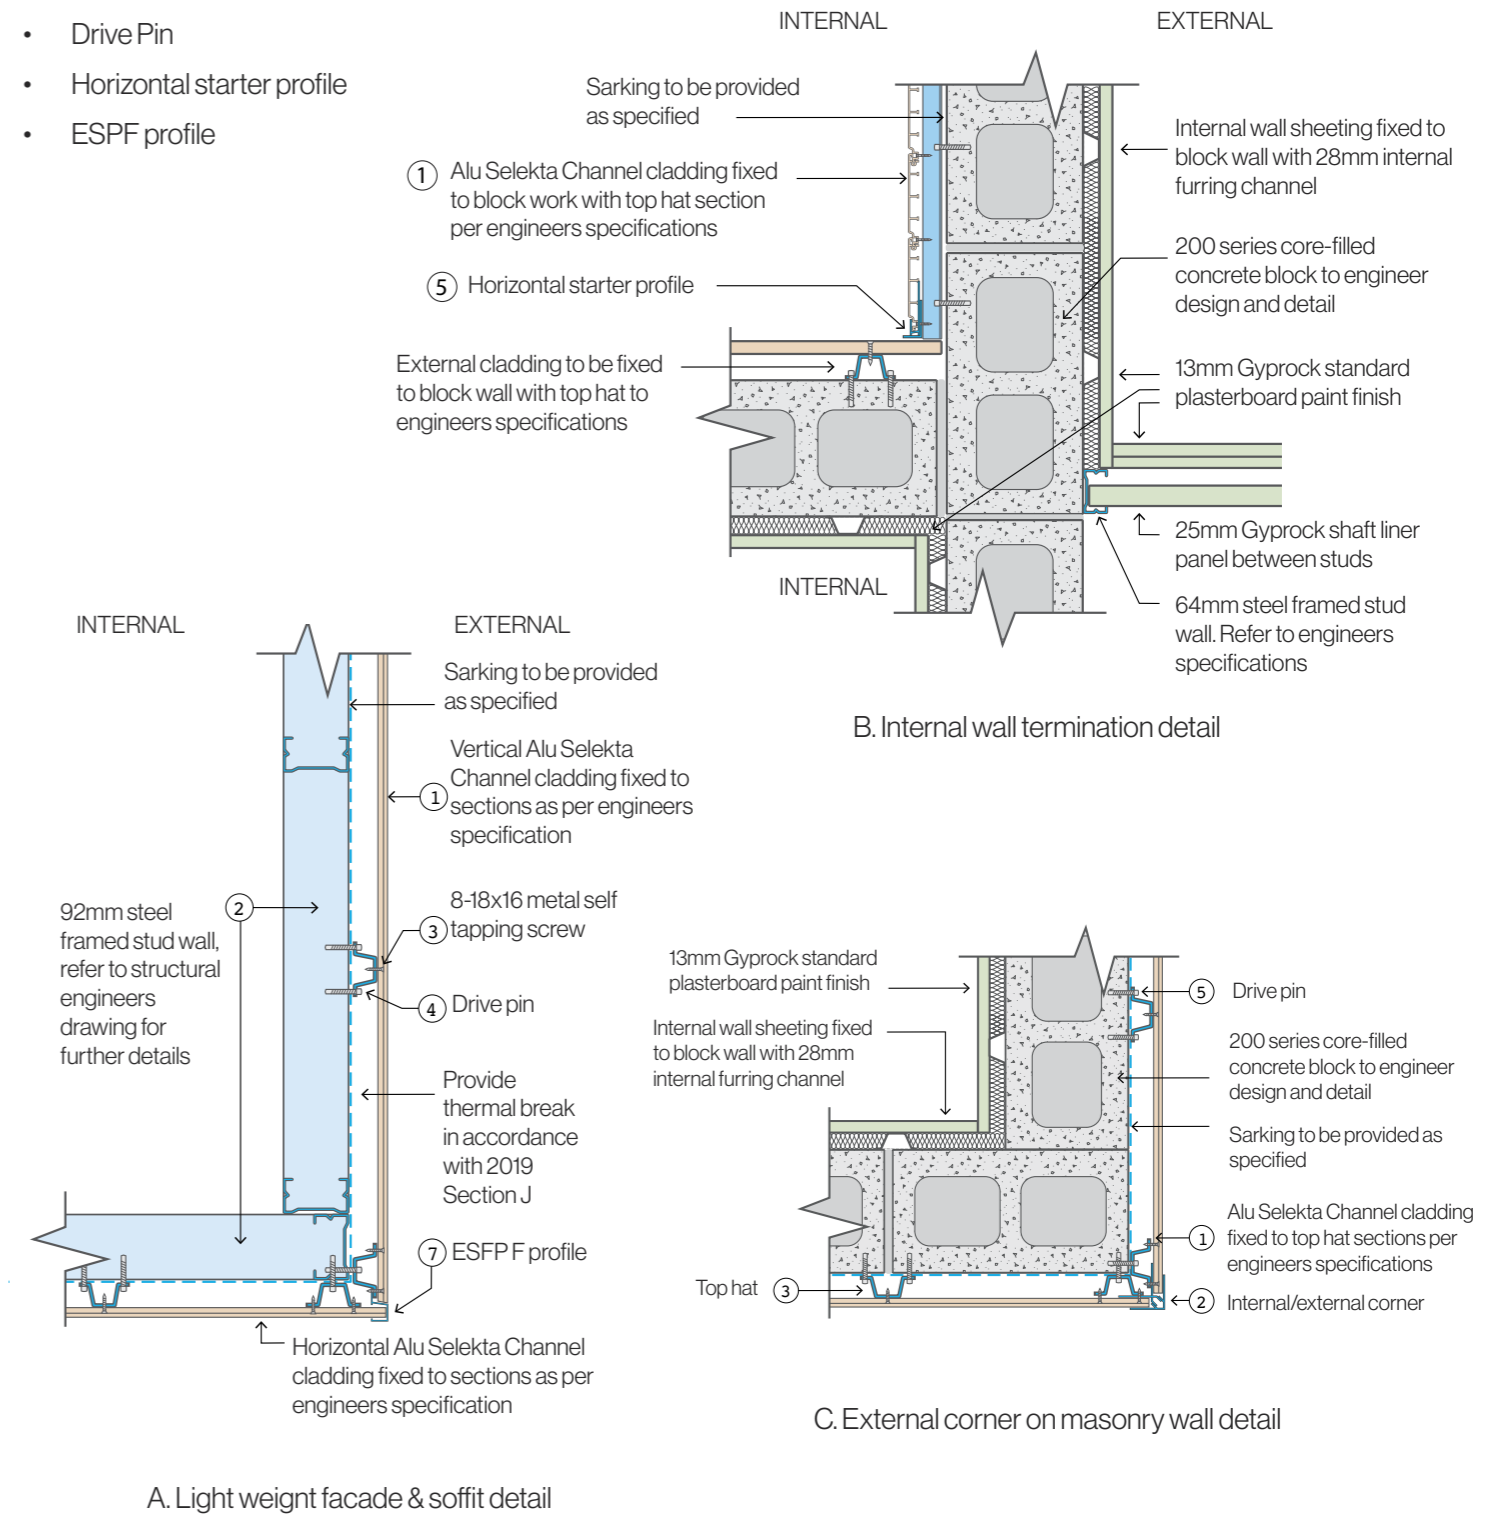 • Drive Pin
• Horizontal starter profile
• ESPF profile
INTERNAL
EXTERNAL
Sarking to be provided
as specified
1 Alu Selekta Channel cladding fixed
to block work with top hat section
per engineers specifications
5 Horizontal starter profile
External cladding to be fixed
to block wall with top hat to
engineers specifications
Internal wall sheeting fixed to
block wall with 28mm internal
furring channel
200 series core-filled
concrete block to engineer
design and detail
13mm Gyprock standard
plasterboard paint finish
25mm Gyprock shaft liner
panel between studs
64mm steel framed stud
wall. Refer to engineers
specifications
INTERNAL
B. Internal wall termination detail
INTERNAL
EXTERNAL
Sarking to be provided
as specified
Vertical Alu Selekta
Channel cladding fixed to
1 sections as per engineers
specification
2
92mm steel
framed stud wall,
refer to structural
engineers
drawing for
further details
8-18x16 metal self
3 tapping screw
4 Drive pin
Provide
thermal break
in accordance
with 2019
Section J
7 ESFP F profile
Horizontal Alu Selekta Channel
cladding fixed to sections as per
engineers specification
A. Light weignt facade & soffit detail
13mm Gyprock standard
plasterboard paint finish
Internal wall sheeting fixed
to block wall with 28mm
internal furring channel
Top hat 3
5 Drive pin
200 series core-filled
concrete block to engineer
design and detail
Sarking to be provided as
specified
Alu Selekta Channel cladding
1 fixed to top hat sections per
engineers specifications
2 Internal/external corner
C. External corner on masonry wall detail